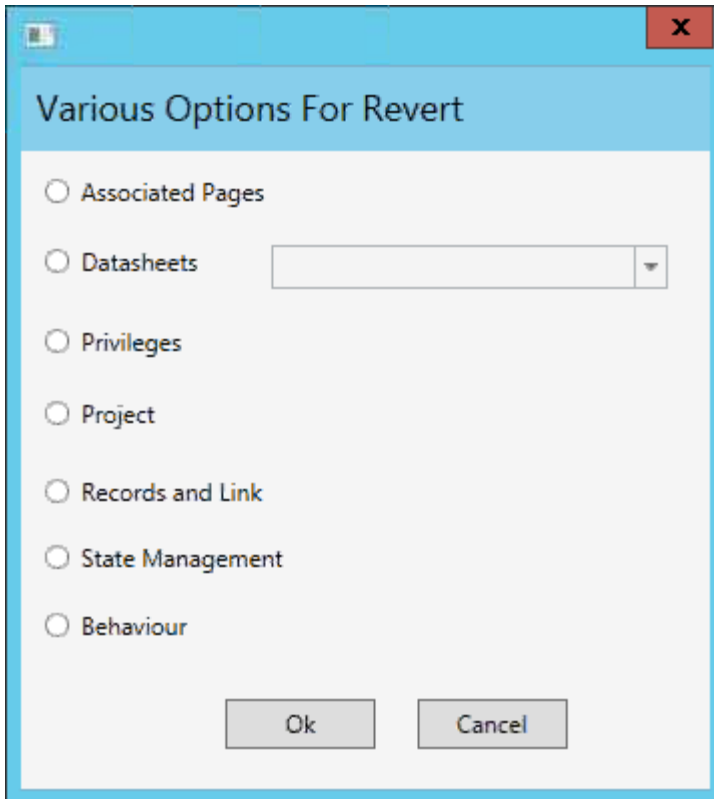 x
Various Options For Revert
Associated Pages
Datasheets
Privileges
Project
Records and Link
State Management
Behaviour
Ok Cancel